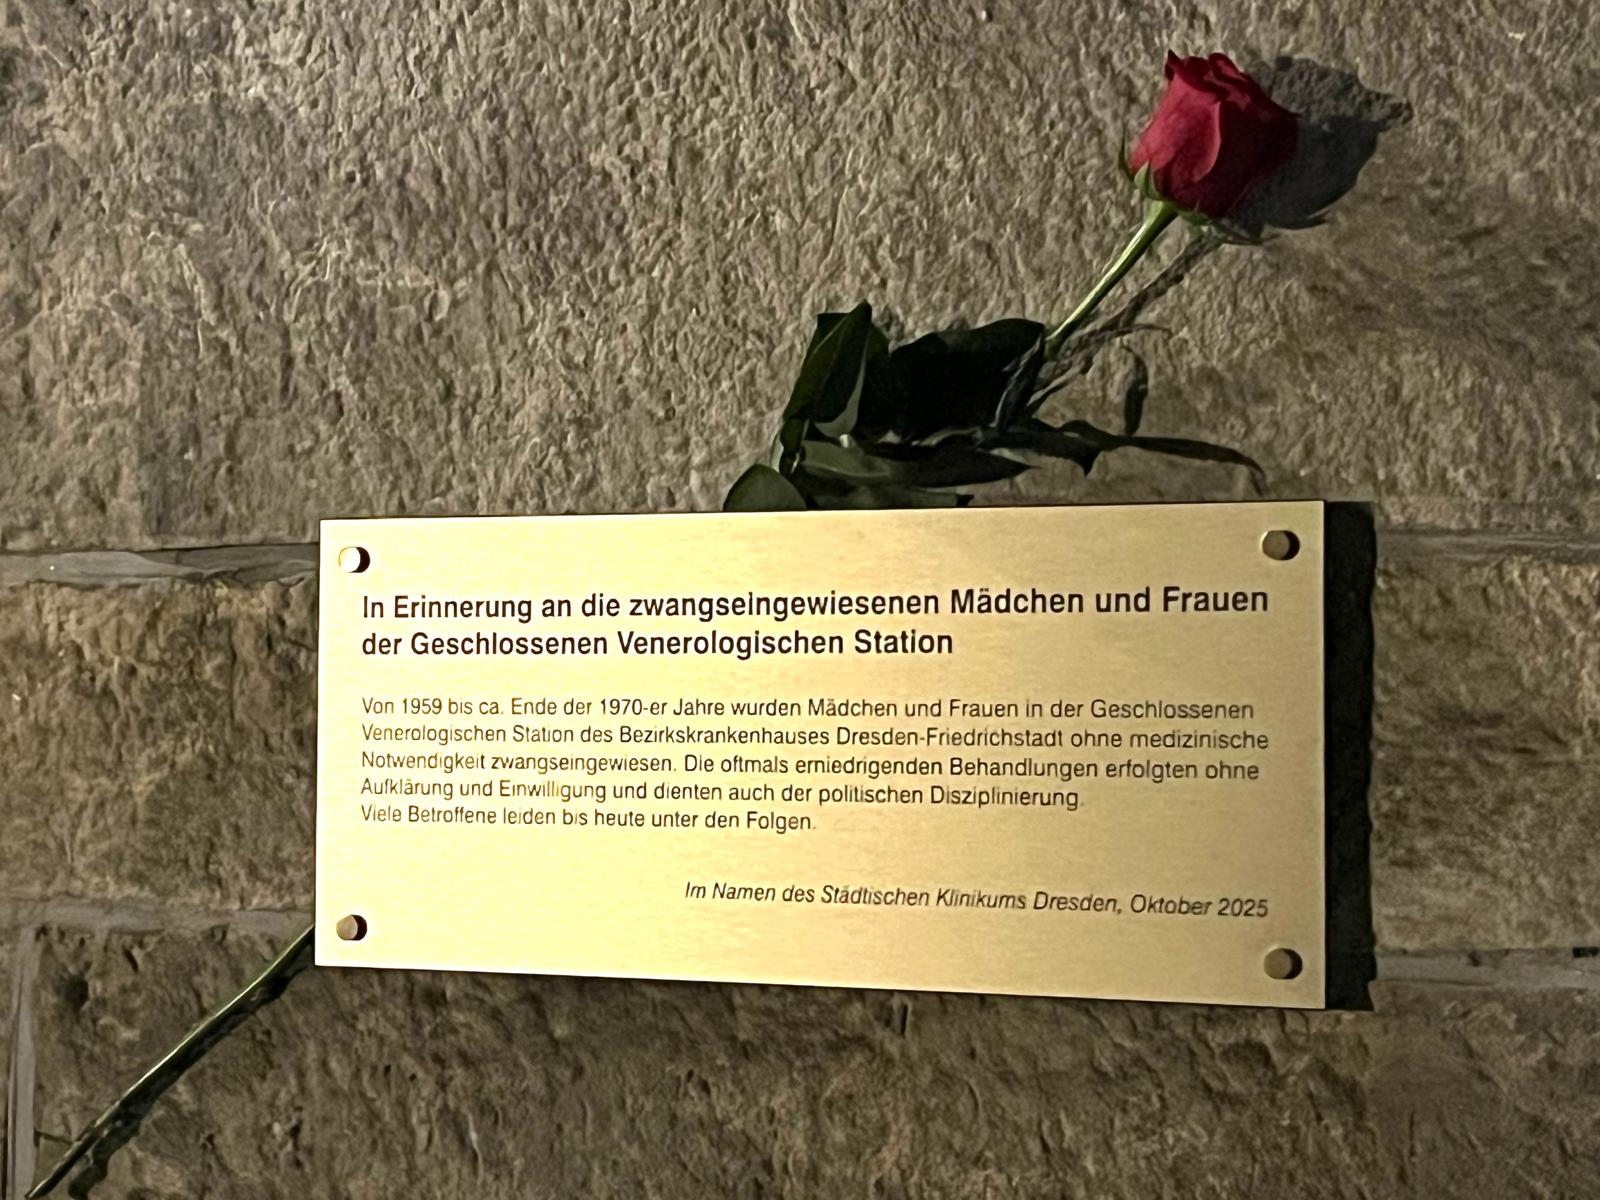 In Erinnerung an die zwangseingewiesenen Mädchen und Frauen
der Geschlossenen Venerologischen Station
Von 1959 bis ca. Ende der 1970-er Jahre wurden Mädchen und Frauen in der Geschlossenen
Venerologischen Station des Bezirkskrankenhauses Dresden-Friedrichstadt ohne medizinische
Notwendigkeit zwangseingewiesen. Die oftmals erniedrigenden Behandlungen erfolgten ohne
Aufklärung und Einwilligung und dienten auch der politischen Disziplinierung.
Viele Betroffene leiden bis heute unter den Folgen.
Im Namen des Städtischen Klinikums Dresden, Oktober 2025